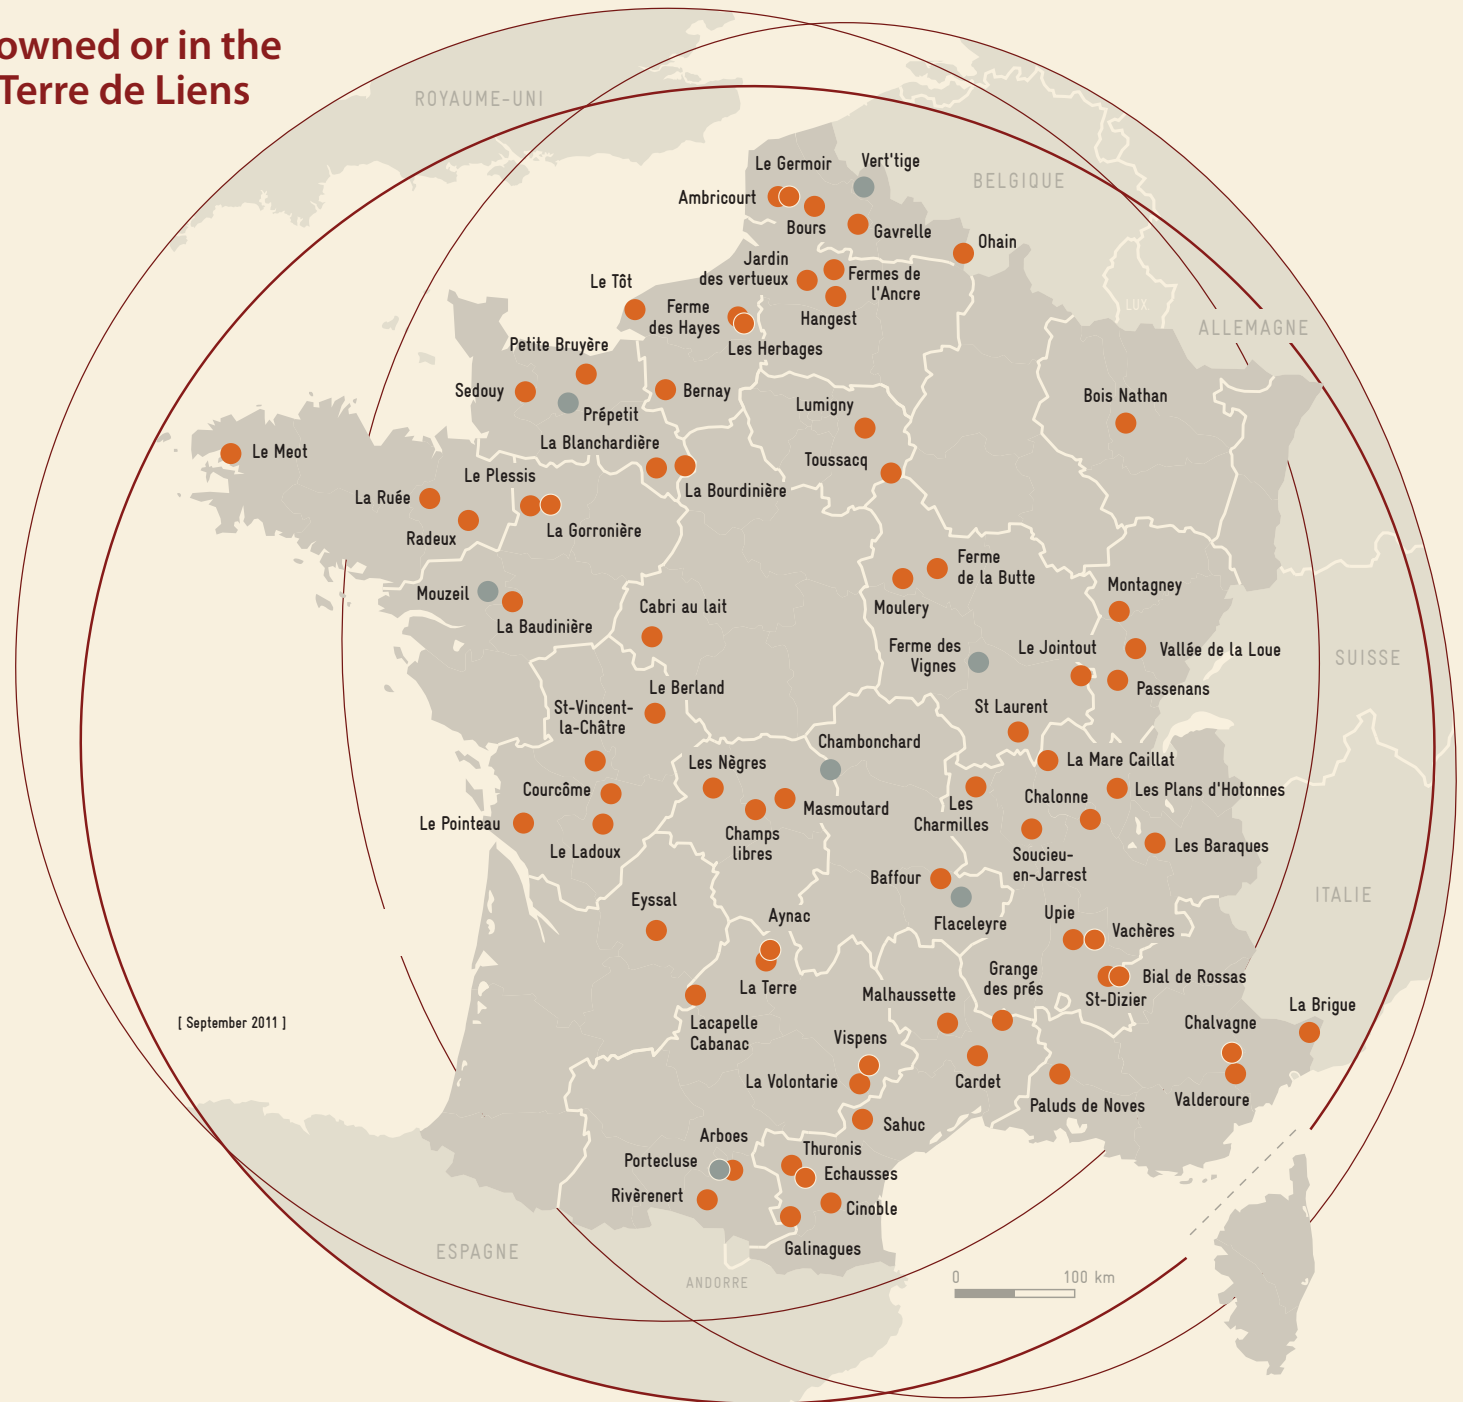 owned or in the
Terre de Liens
ROYAUME-UNI
BELGIQUE
LUX
ALLEMAGNE
SUISSE
ITALIE
ESPAGNE
ANDORRE
Le Germoir
Vert'tige
Ambricourt
Bours
Gavrelle
Ohain
Jardin
des vertueux
Fermes de
l'Ancre
Hangest
Le Tôt
Ferme
des Hayes
Les Herbages
Petite Bruyère
Sedouy
Prépetit
Bernay
Lumigny
Toussacq
Bois Nathan
La Blanchardière
La Bourdinière
Le Meot
Le Plessis
La Ruée
Radeux
La Gorronière
Mouzeil
La Baudinière
Cabri au lait
Ferme
de la Butte
Moulery
Montagney
Ferme des
Vignes
Le Jointout
Vallée de la Loue
Passenans
Le Berland
St-Vincent-
la-Châtre
St Laurent
Chambonchard
La Mare Caillat
Les Nègres
Courcôme
Masmoutard
Les
Charmilles
Chalonne
Les Plans d'Hotonnes
Le Pointeau
Le Ladoux
Champs
libres
Soucieu-
en-Jarrest
Les Baraques
Baffour
Flaceleyre
Eyssal
Aynac
La Terre
Upie
Vachères
Grange
des prés
St-Dizier
Bial de Rossas
Malhaussette
Lacapelle
Cabanac
[ September 2011 ]
La Brigue
Chalvagne
Vispens
La Volontarie
Cardet
Paluds de Noves
Valderoure
Sahuc
Arboes
Portecluse
Rivèrenert
Thuronis
Echausses
Cinoble
Galinagues
0
100 km